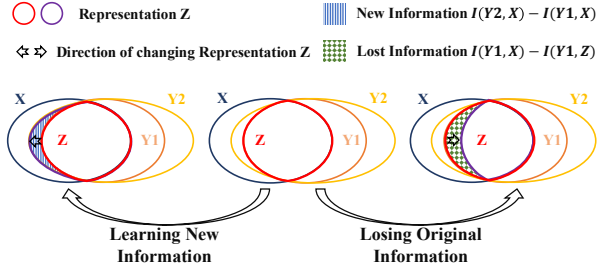 Representation Z
New Information I(Y2, X) − I(Y1, X)
Direction of changing Representation Z
Lost Information I(Y1, X) − I(Y1, Z)
X Y2 X Y2 X Y2
Z Y1 Z Y1 Z Y1
Learning New Losing Original
Information Information